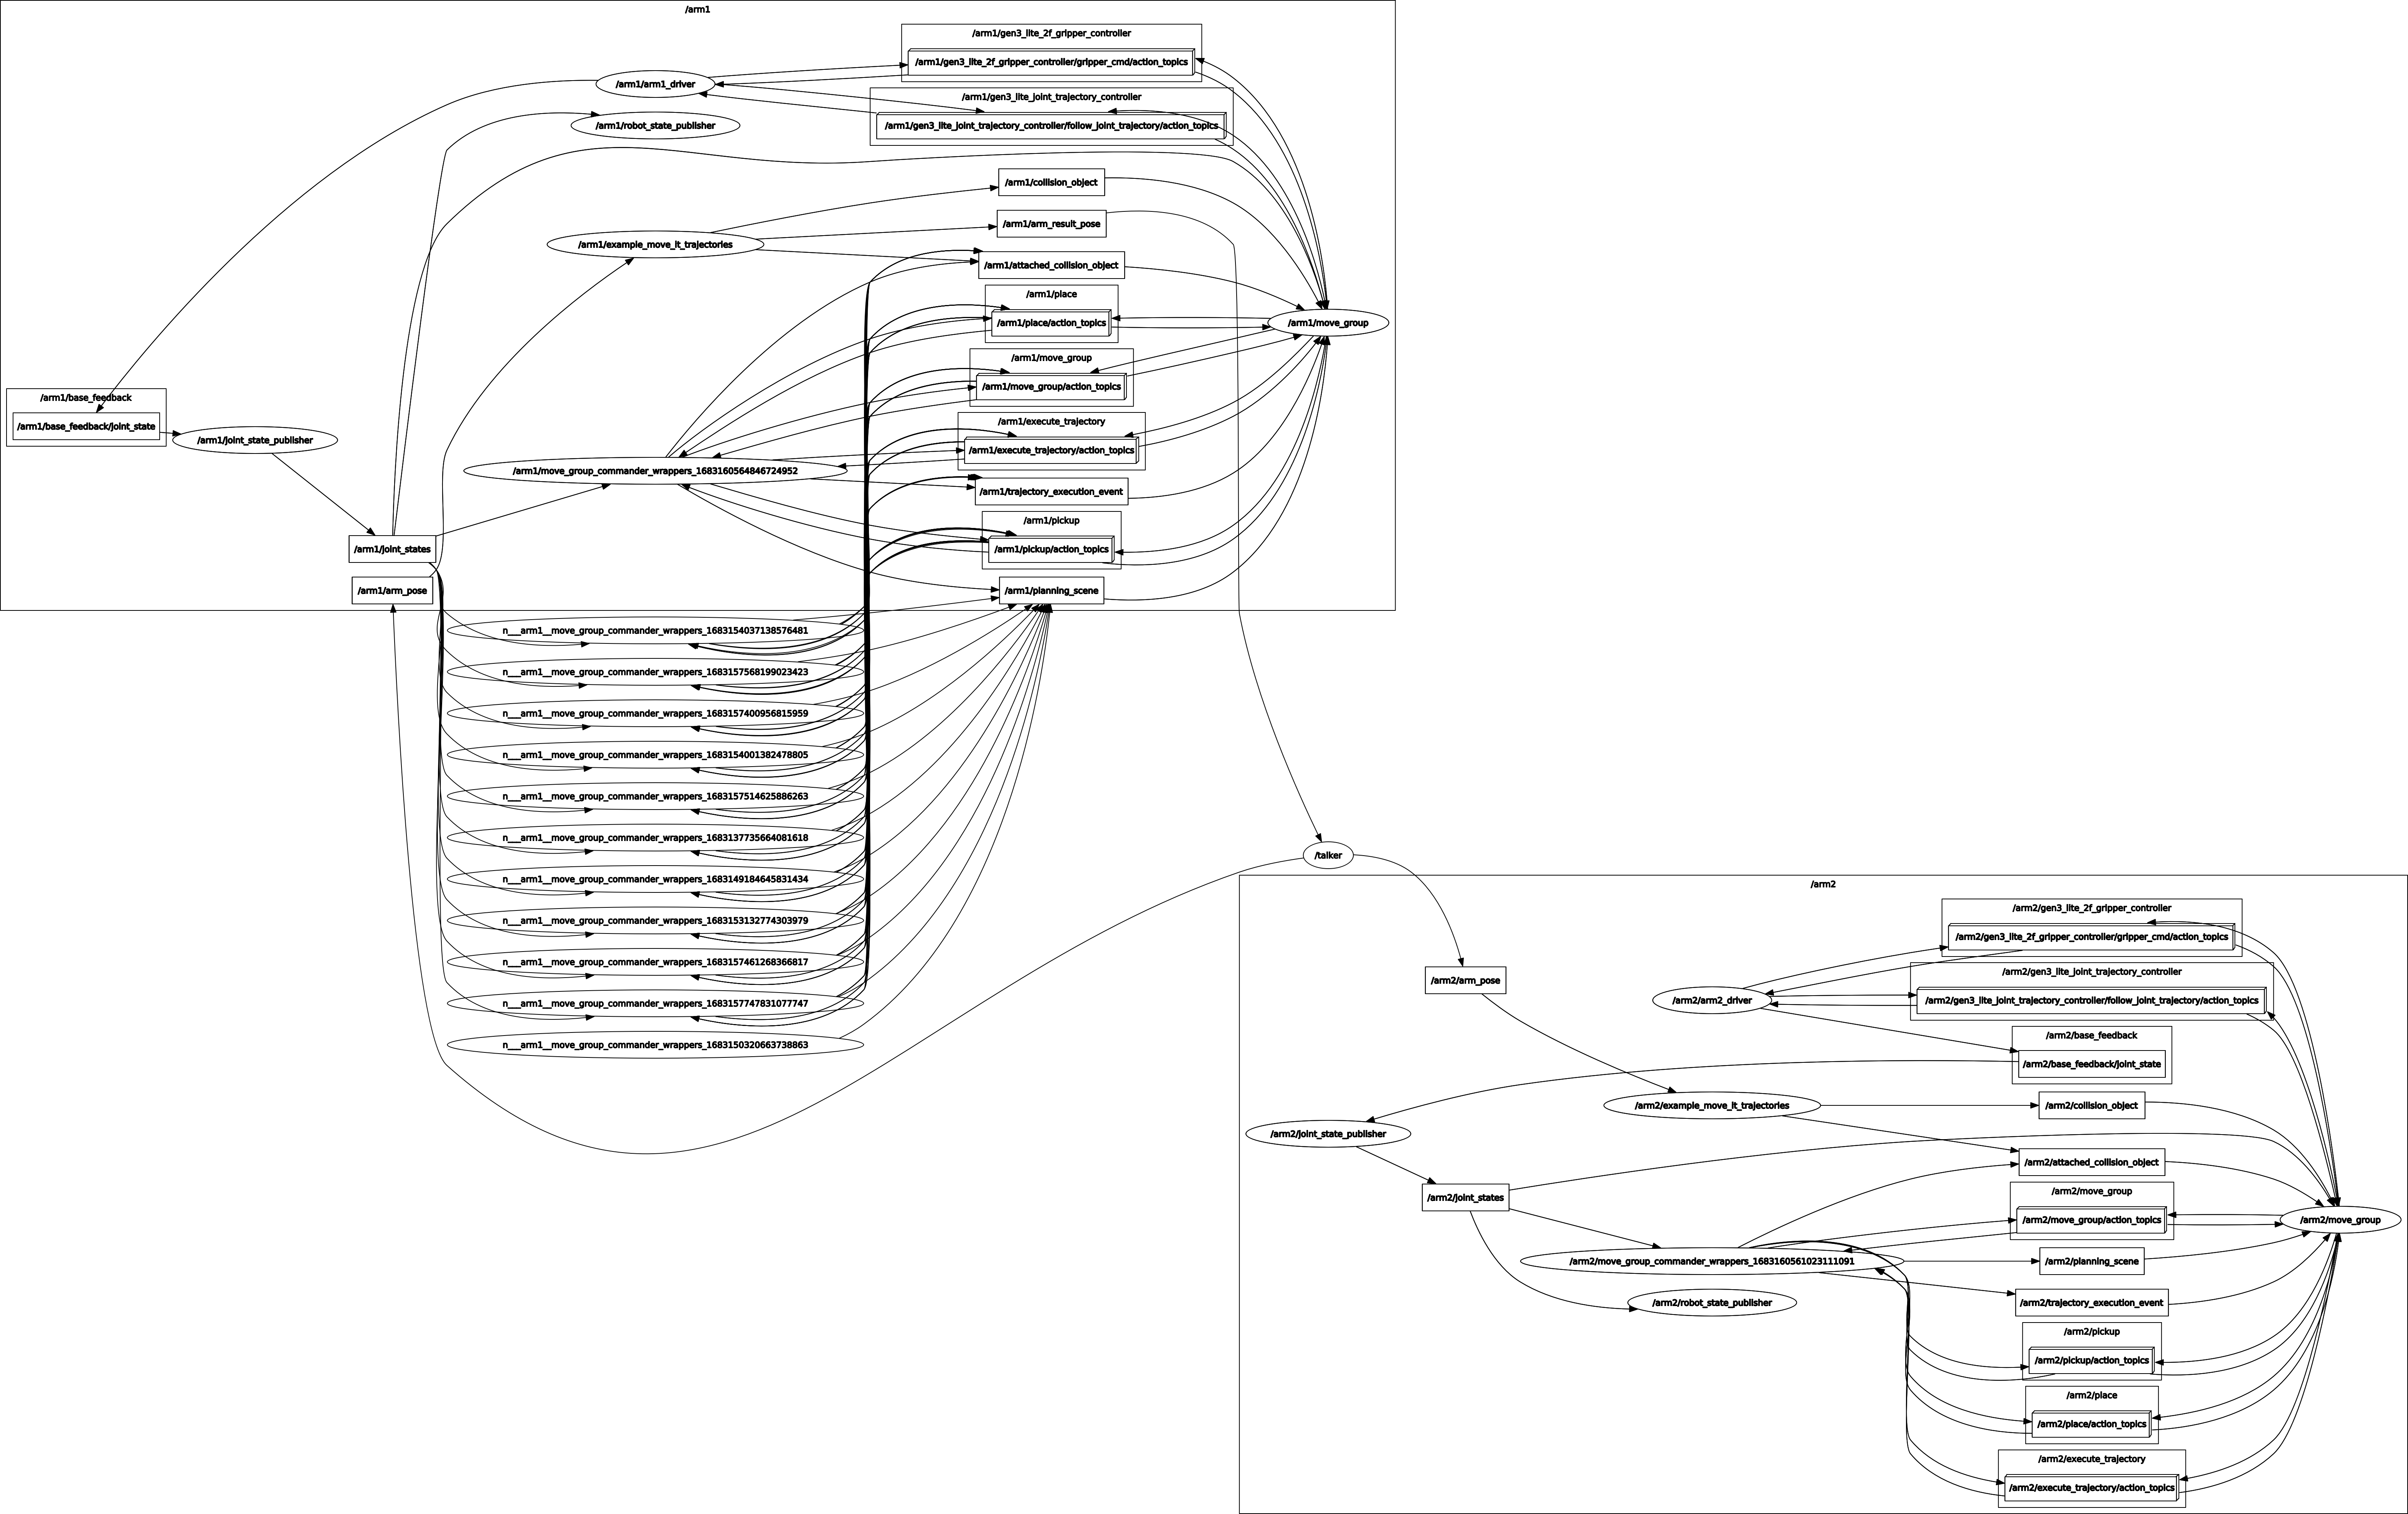 /arm1
/arm1/gen3_lite_2f_gripper_controller
/arm1/gen3_lite_2f_gripper_controller/gripper_cmd/action_topics
/arm1/arm1_driver
/arm1/gen3_lite_joint_trajectory_controller
/arm1/gen3_lite_joint_trajectory_controller/follow_joint_trajectory/action_topics
/arm1/robot_state_publisher
/arm1/collision_object
/arm1/arm_result_pose
/arm1/example_move_it_trajectories
/arm1/attached_collision_object
/arm1/place
/arm1/place/action_topics
/arm1/move_group
/arm1/move_group
/arm1/move_group/action_topics
/arm1/base_feedback
/arm1/base_feedback/joint_state
/arm1/joint_state_publisher
/arm1/execute_trajectory
/arm1/execute_trajectory/action_topics
/arm1/move_group_commander_wrappers_1683160564846724952
/arm1/trajectory_execution_event
/arm1/pickup
/arm1/pickup/action_topics
/arm1/joint_states
/arm1/arm_pose
/arm1/planning_scene
n___arm1__move_group_commander_wrappers_1683154037138576481
n___arm1__move_group_commander_wrappers_1683157568199023423
n___arm1__move_group_commander_wrappers_1683157400956815959
n___arm1__move_group_commander_wrappers_1683154001382478805
n___arm1__move_group_commander_wrappers_1683157514625886263
n___arm1__move_group_commander_wrappers_1683137735664081618
n___arm1__move_group_commander_wrappers_1683149184645831434
n___arm1__move_group_commander_wrappers_1683153132774303979
n___arm1__move_group_commander_wrappers_1683157461268366817
n___arm1__move_group_commander_wrappers_1683157747831077747
n___arm1__move_group_commander_wrappers_1683150320663738863
/talker
/arm2
/arm2/gen3_lite_2f_gripper_controller
/arm2/gen3_lite_2f_gripper_controller/gripper_cmd/action_topics
/arm2/arm_pose
/arm2/gen3_lite_joint_trajectory_controller
/arm2/arm2_driver
/arm2/gen3_lite_joint_trajectory_controller/follow_joint_trajectory/action_topics
/arm2/base_feedback
/arm2/base_feedback/joint_state
/arm2/example_move_it_trajectories
/arm2/collision_object
/arm2/joint_state_publisher
/arm2/attached_collision_object
/arm2/joint_states
/arm2/move_group
/arm2/move_group/action_topics
/arm2/move_group
/arm2/move_group_commander_wrappers_1683160561023111091
/arm2/planning_scene
/arm2/robot_state_publisher
/arm2/trajectory_execution_event
/arm2/pickup
/arm2/pickup/action_topics
/arm2/place
/arm2/place/action_topics
/arm2/execute_trajectory
/arm2/execute_trajectory/action_topics